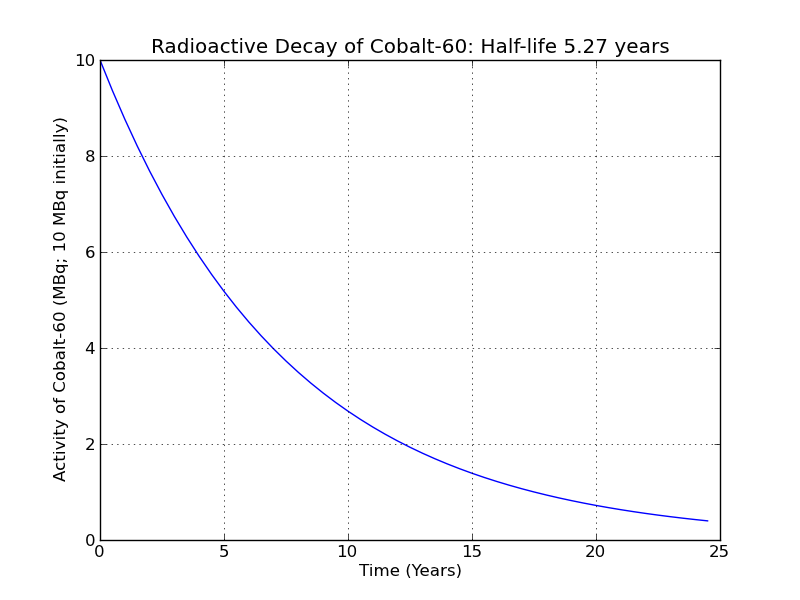 Radioactive Decay of Cobalt-60: Half-life 5.27 years
Activity of Cobalt-60 (MBq; 10 MBq initially)
10
8
6
4
2
0
0 5 10 15 20 25
Time (Years)